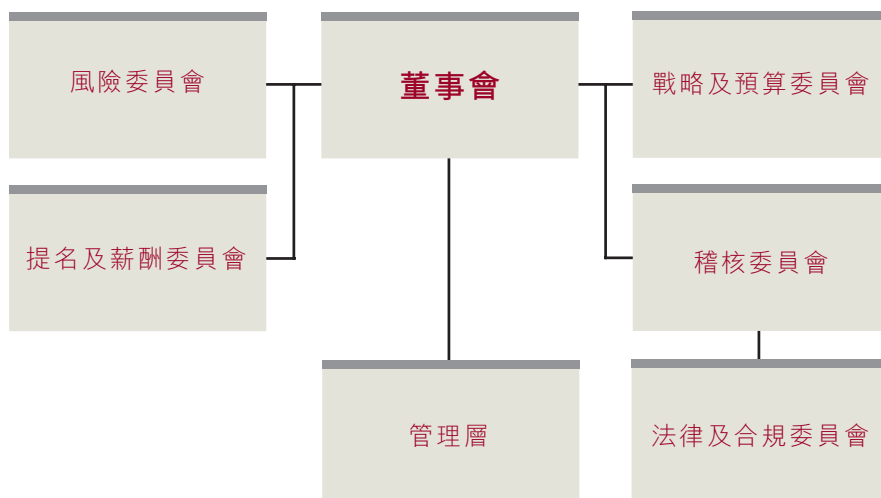 風險委員會
董事會
戰略及預算委員會
提名及薪酬委員會
稽核委員會
管理層
法律及合規委員會